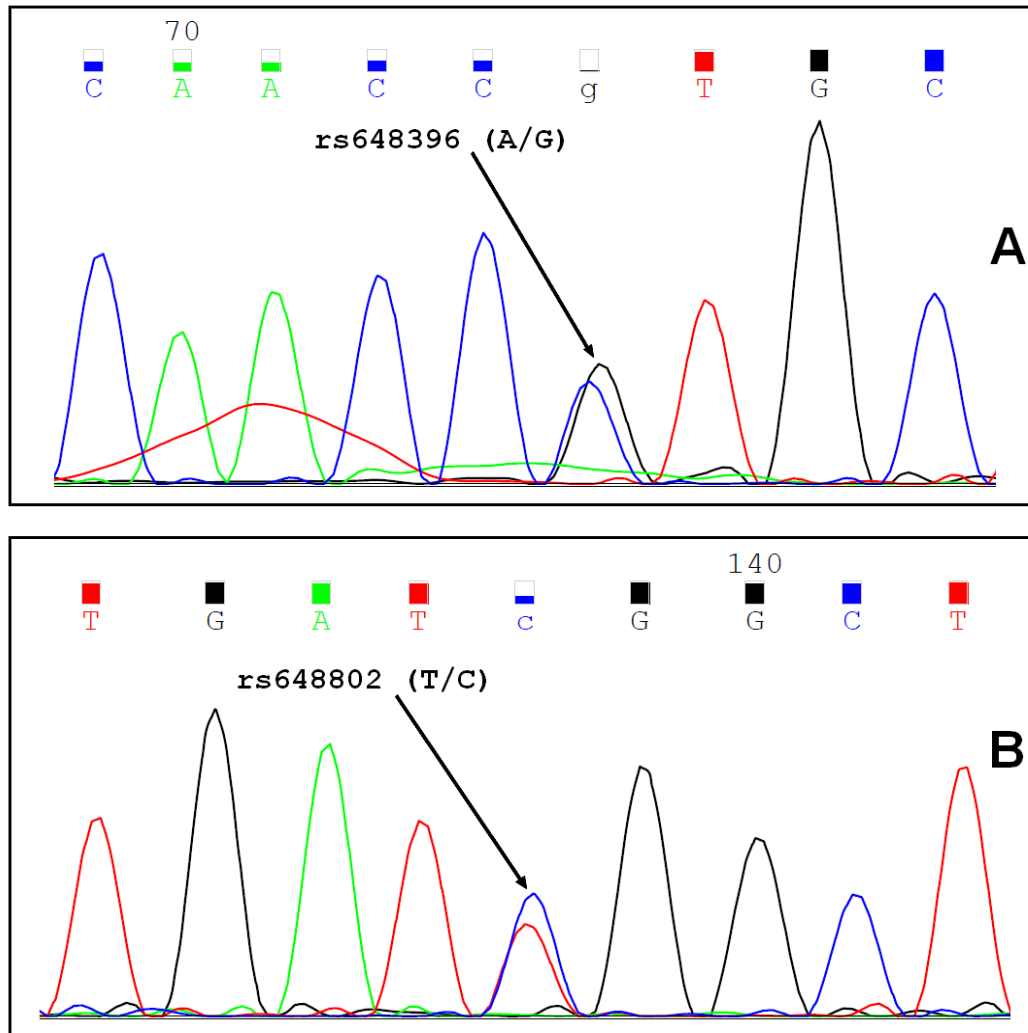 70
C A A C C g T G C
rs648396 (A/G)
A
140
T G A T c G G C T
rs648802 (T/C)
B